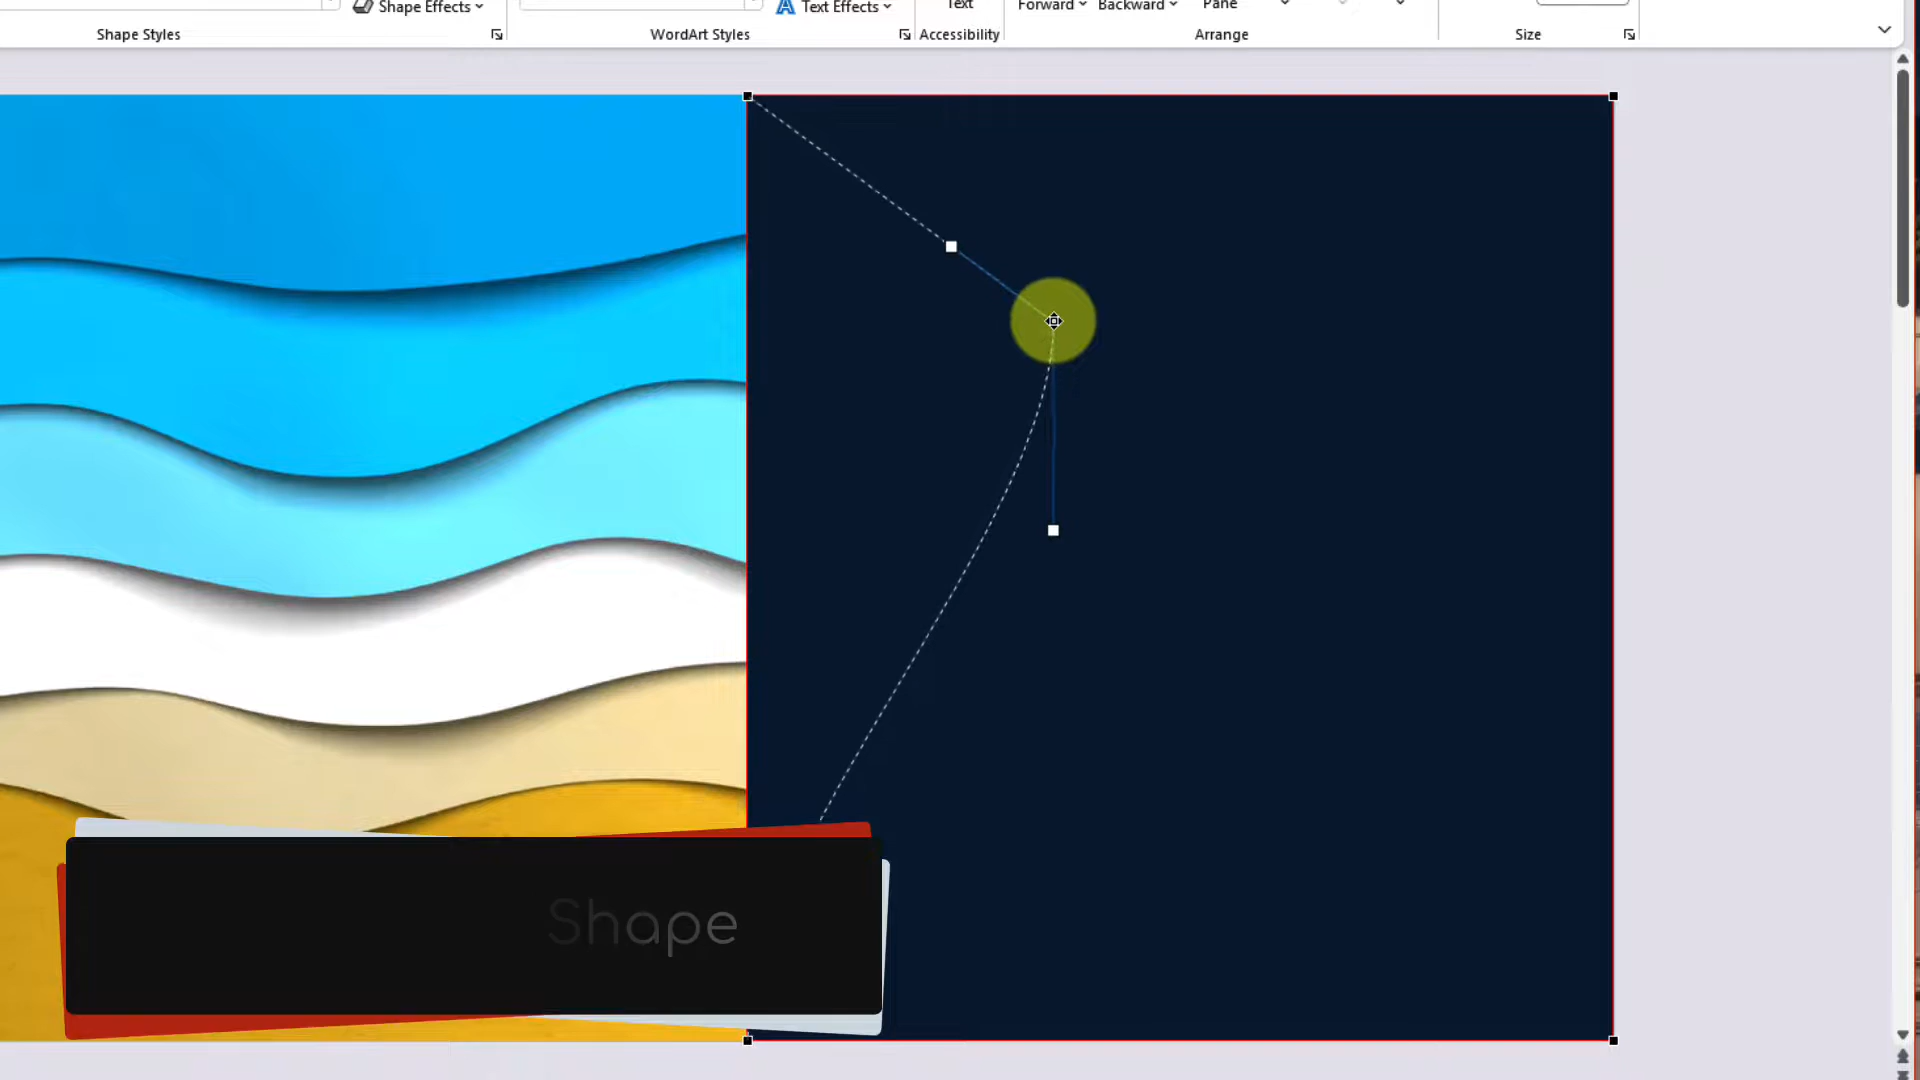 Shape Effects
Text Effects
Text
Forward
Backward
Pane
Shape Styles
WordArt Styles
Accessibility
Arrange
Size
Shape